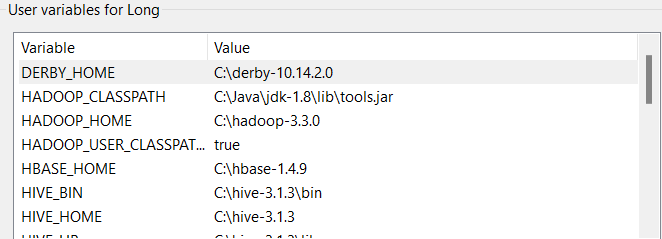 User variables for Long
Variable Value
DERBY_HOME C:\derby-10.14.2.0
HADOOP_CLASSPATH C:\Java\jdk-1.8\lib\tools.jar
HADOOP_HOME C:\hadoop-3.3.0
HADOOP_USER_CLASSPAT... true
HBASE_HOME C:\hbase-1.4.9
HIVE_BIN C:\hive-3.1.3\bin
HIVE_HOME C:\hive-3.1.3